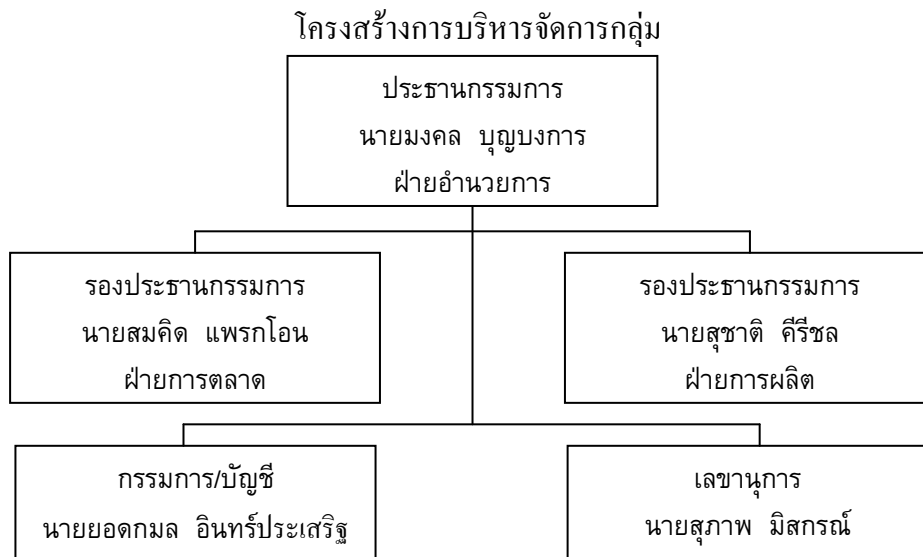 โครงสร้างการบริหารจัดการกลุ่ม
ประธานกรรมการ
นายมงคล บุญบงการ
ฝ่ายอำนวยการ
รองประธานกรรมการ
นายสมคิด แพรกโอน
ฝ่ายการตลาด
รองประธานกรรมการ
นายสุชาติ คีรีชล
ฝ่ายการผลิต
กรรมการ/บัญชี
นายยอดกมล อินทร์ประเสริฐ
เลขานุการ
นายสุภาพ มิสกรณ์